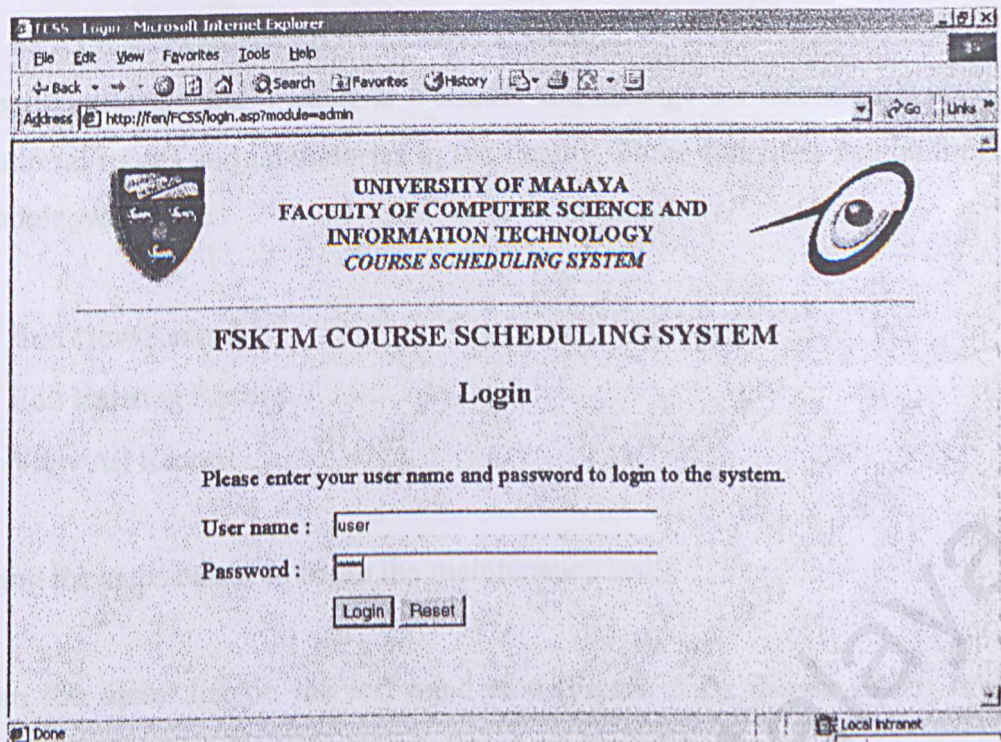 FCSS Login - Microsoft Internet Explorer
File Edit View Favorites Tools Help
Back Search Favorites History
Address http://fen/FCSS/login.asp?module=admin Go Links »
UNIVERSITY OF MALAYA
FACULTY OF COMPUTER SCIENCE AND
INFORMATION TECHNOLOGY
COURSE SCHEDULING SYSTEM
FSKTM COURSE SCHEDULING SYSTEM
Login
Please enter your user name and password to login to the system.
User name : user
Password : ****
Login Reset
Done Local intranet